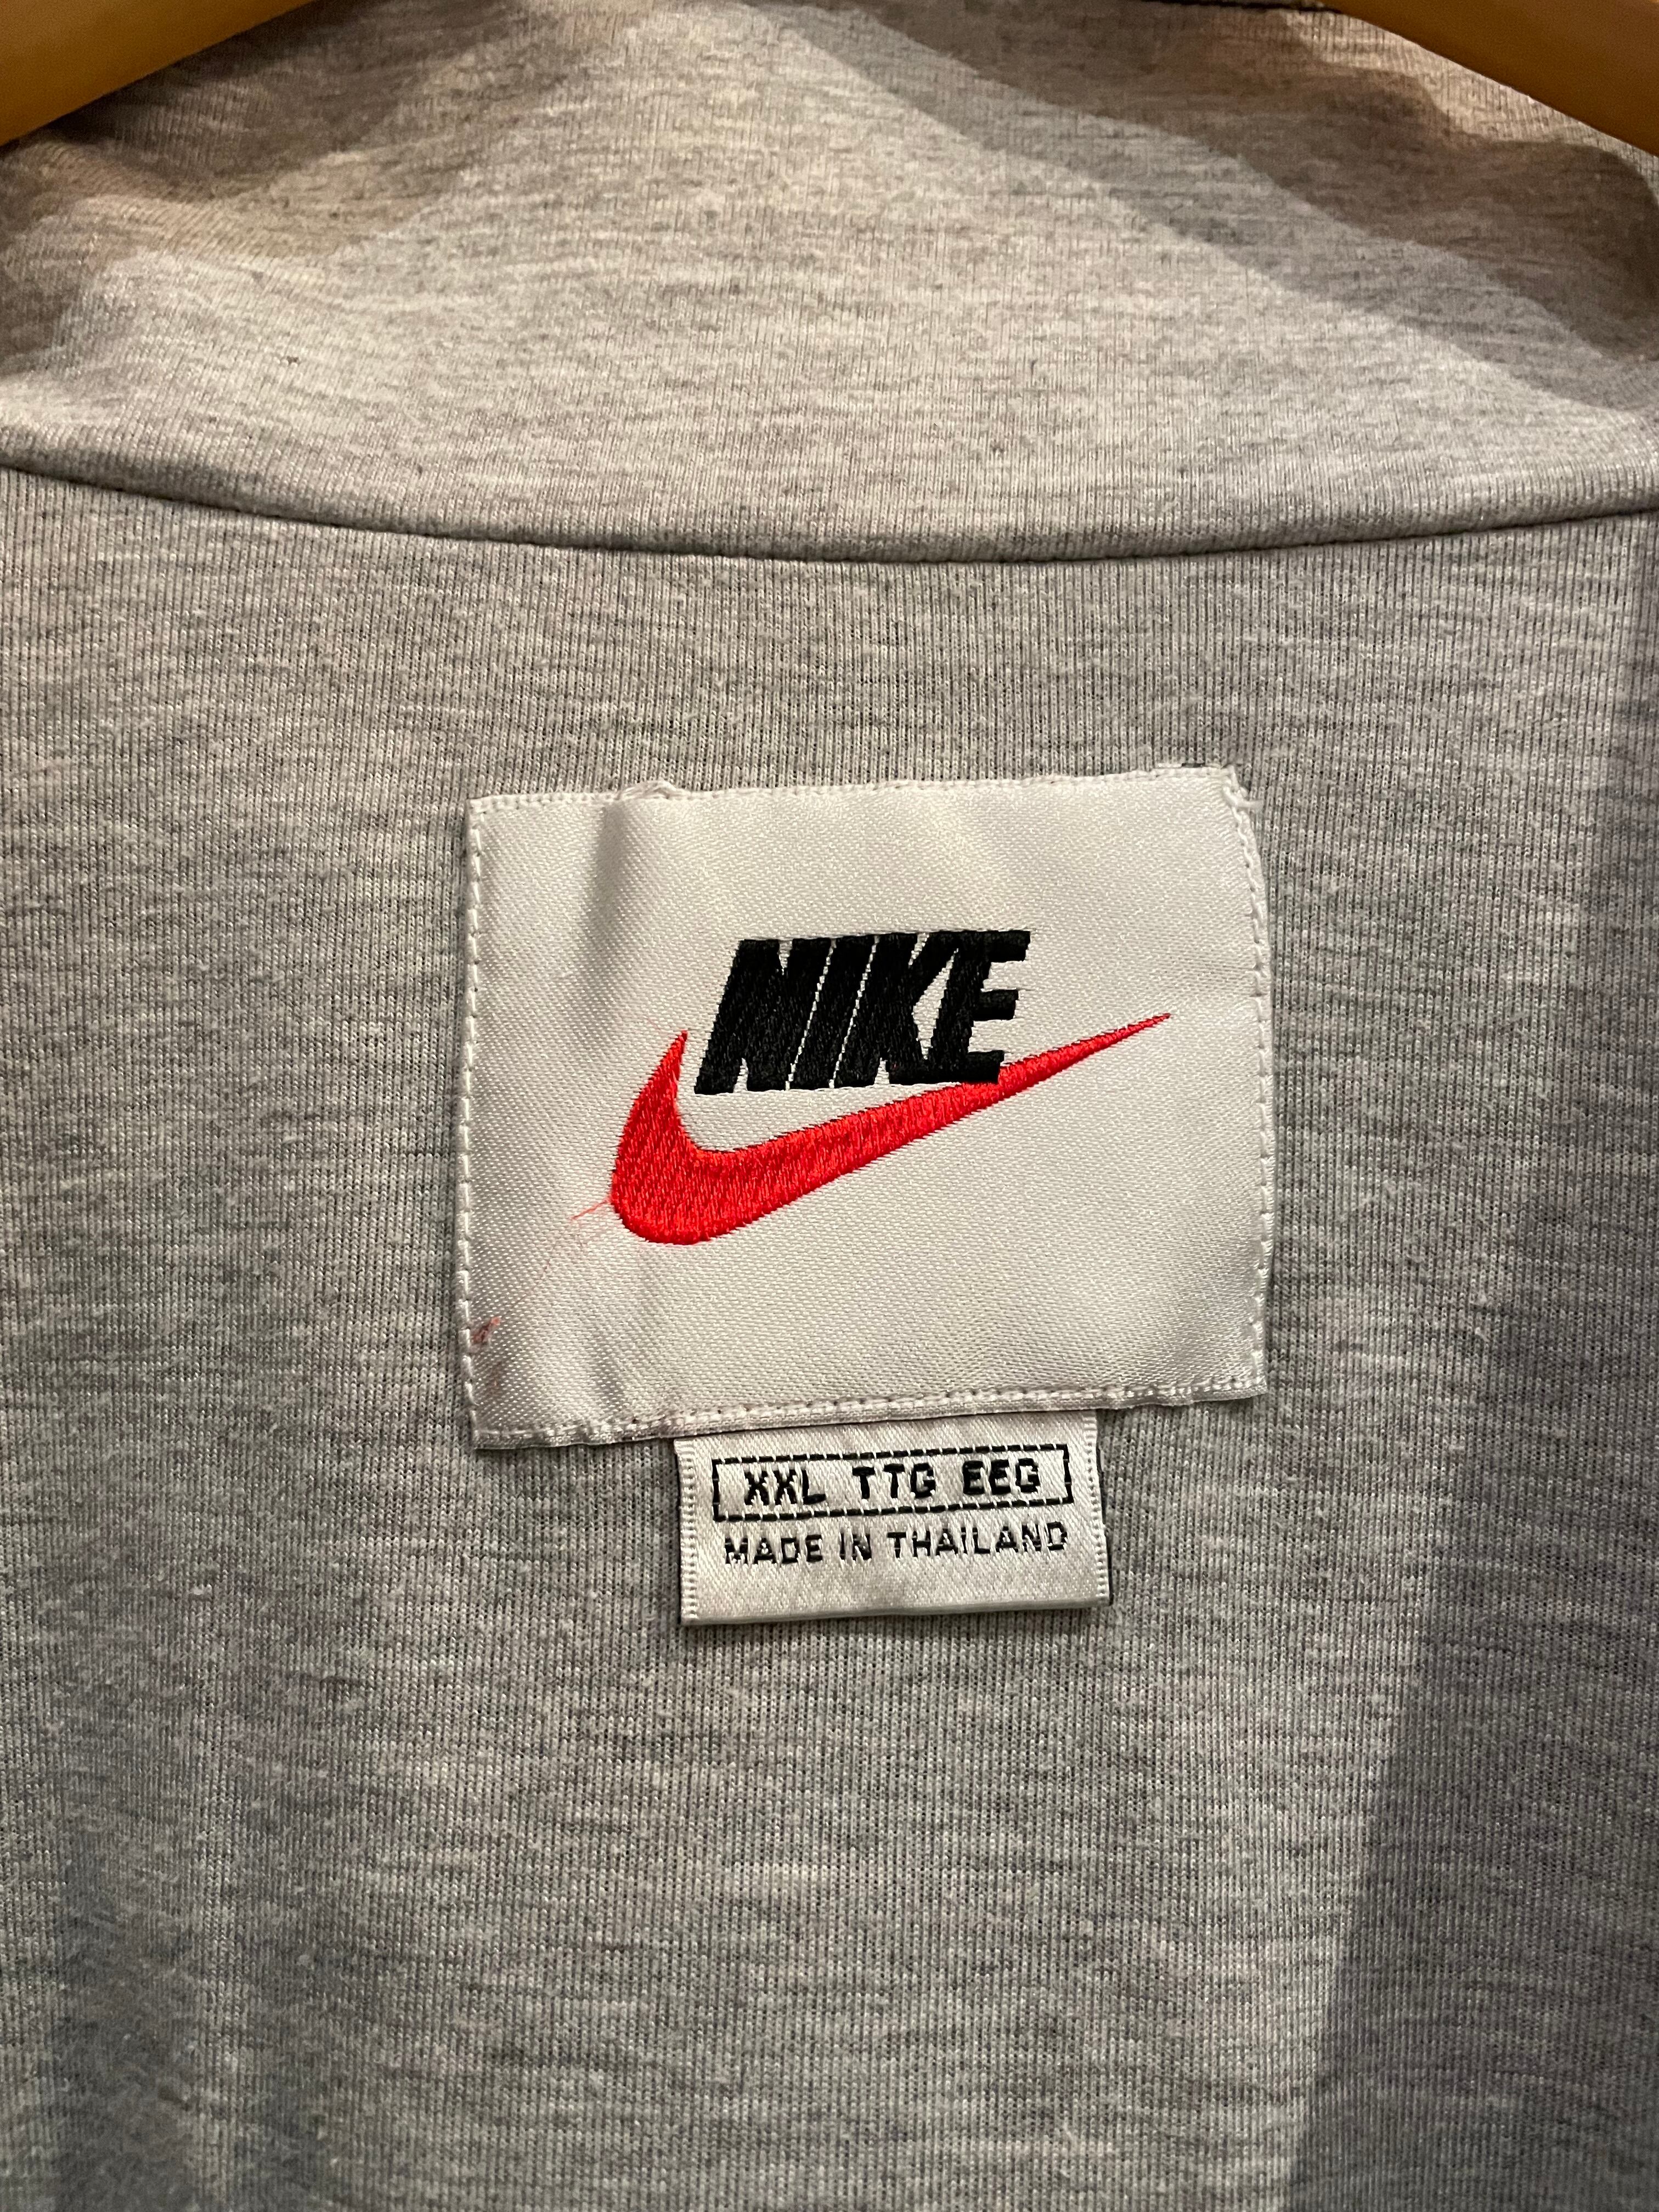 NIKE
XXL TTG EEG
MADE IN THAILAND